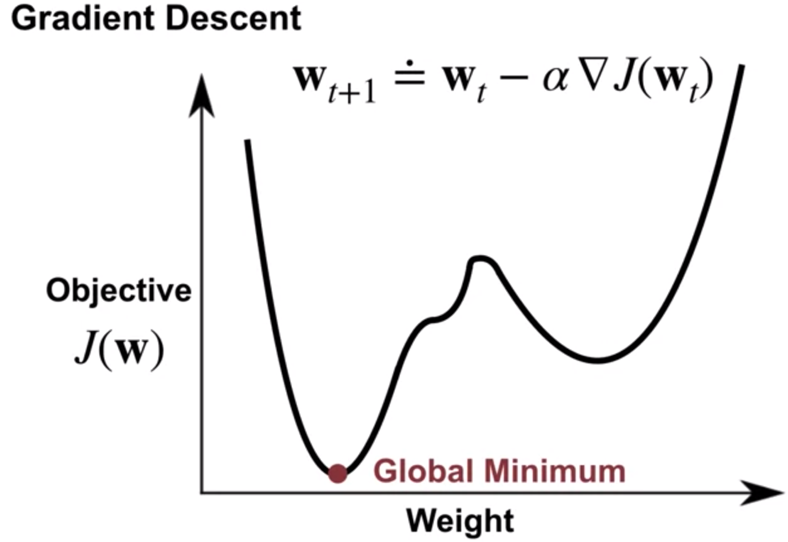 Gradient Descent
𝐰ₜ₊₁ ≐ 𝐰ₜ − α∇J(𝐰ₜ)
Objective
J(𝐰)
Global Minimum
Weight